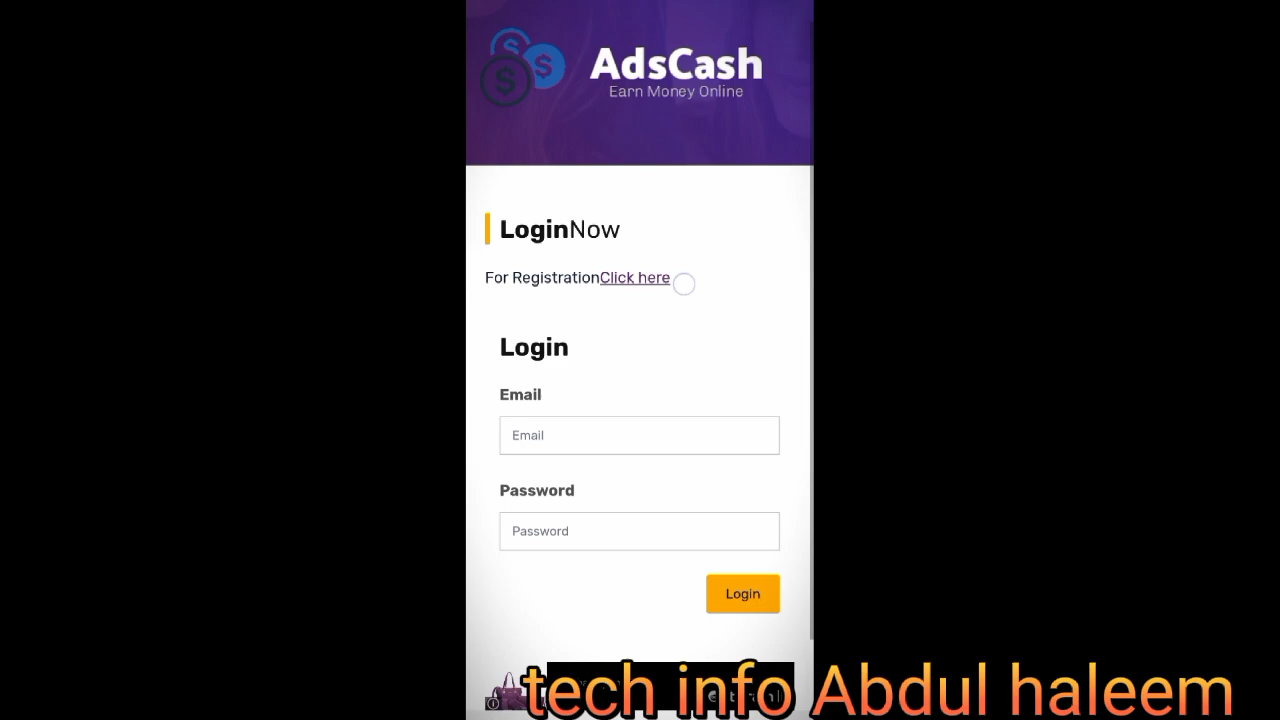 AdsCash
Earn Money Online
LoginNow
For RegistrationClick here
Login
Email
Email
Password
Password
Login
tech info Abdul haleem